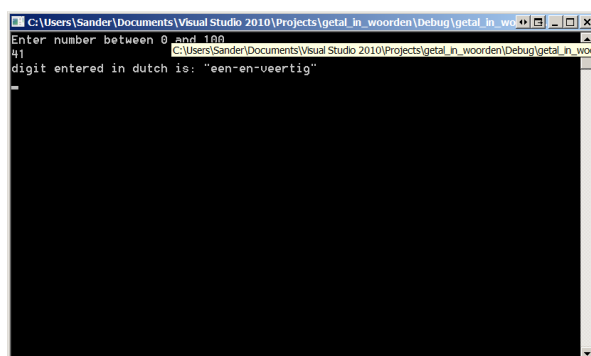 C:\Users\Sander\Documents\Visual Studio 2010\Projects\getal_in_woorden\Debug\getal_in_wo
Enter number between 0 and 100
C:\Users\Sander\Documents\Visual Studio 2010\Projects\getal_in_woorden\Debug\getal_in_wo
41
digit entered in dutch is: "een-en-veertig"